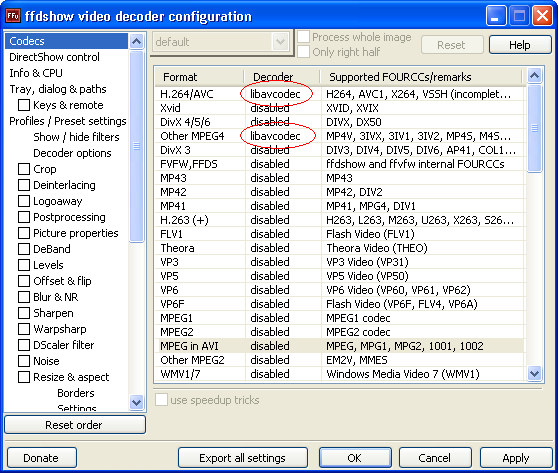 ffdshow video decoder configuration
Codecs
DirectShow control
Info & CPU
Tray, dialog & paths
Keys & remote
Profiles / Preset settings
Show / hide filters
Decoder options
Crop
Deinterlacing
Logoaway
Postprocessing
Picture properties
DeBand
Levels
Offset & flip
Blur & NR
Sharpen
Warpsharp
DScaler filter
Noise
Resize & aspect
Borders
Settings
Reset order
default
Process whole image
Only right half
Reset
Help
Format Decoder Supported FOURCCs/remarks
H.264/AVC libavcodec H264, AVC1, X264, VSSH (incomplet...
Xvid disabled XVID, XVIX
DivX 4/5/6 disabled DIVX, DX50
Other MPEG4 libavcodec MP4V, 3IVX, 3IV1, 3IV2, MP4S, M4S...
DivX 3 disabled DIV3, DIV4, DIV5, DIV6, AP41, COL1...
FVFW,FFDS disabled ffdshow and ffvfw internal FOURCCs
MP43 disabled MP43
MP42 disabled MP42, DIV2
MP41 disabled MP41, MPG4, DIV1
H.263 (+) disabled H263, L263, M263, U263, X263, S26...
FLV1 disabled Flash Video (FLV1)
Theora disabled Theora Video (THEO)
VP3 disabled VP3 Video (VP31)
VP5 disabled VP5 Video (VP50)
VP6 disabled VP6 Video (VP60, VP61, VP62)
VP6F disabled Flash Video (VP6F, FLV4, VP6A)
MPEG1 disabled MPEG1 codec
MPEG2 disabled MPEG2 codec
MPEG in AVI disabled MPEG, MPG1, MPG2, 1001, 1002
Other MPEG2 disabled EM2V, MMES
WMV1/7 disabled Windows Media Video 7 (WMV1)
use speedup tricks
Donate
Export all settings
OK
Cancel
Apply